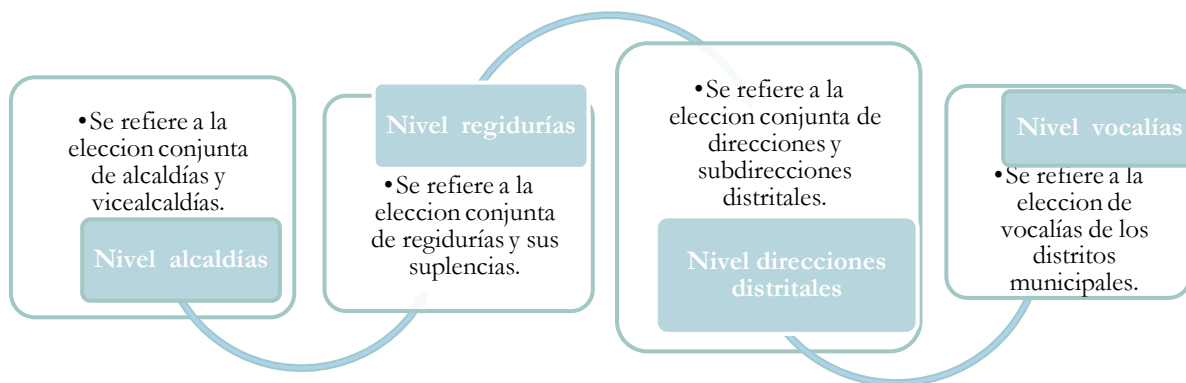 •Se refiere a la
eleccion conjunta
de alcaldías y
vicealcaldías.
Nivel alcaldías
Nivel regidurías
•Se refiere a la
eleccion conjunta
de regidurías y sus
suplencias.
•Se refiere a la
eleccion conjunta de
direcciones y
subdirecciones
distritales.
Nivel direcciones
distritales
Nivel vocalías
•Se refiere a la
eleccion de
vocalías de los
distritos
municipales.